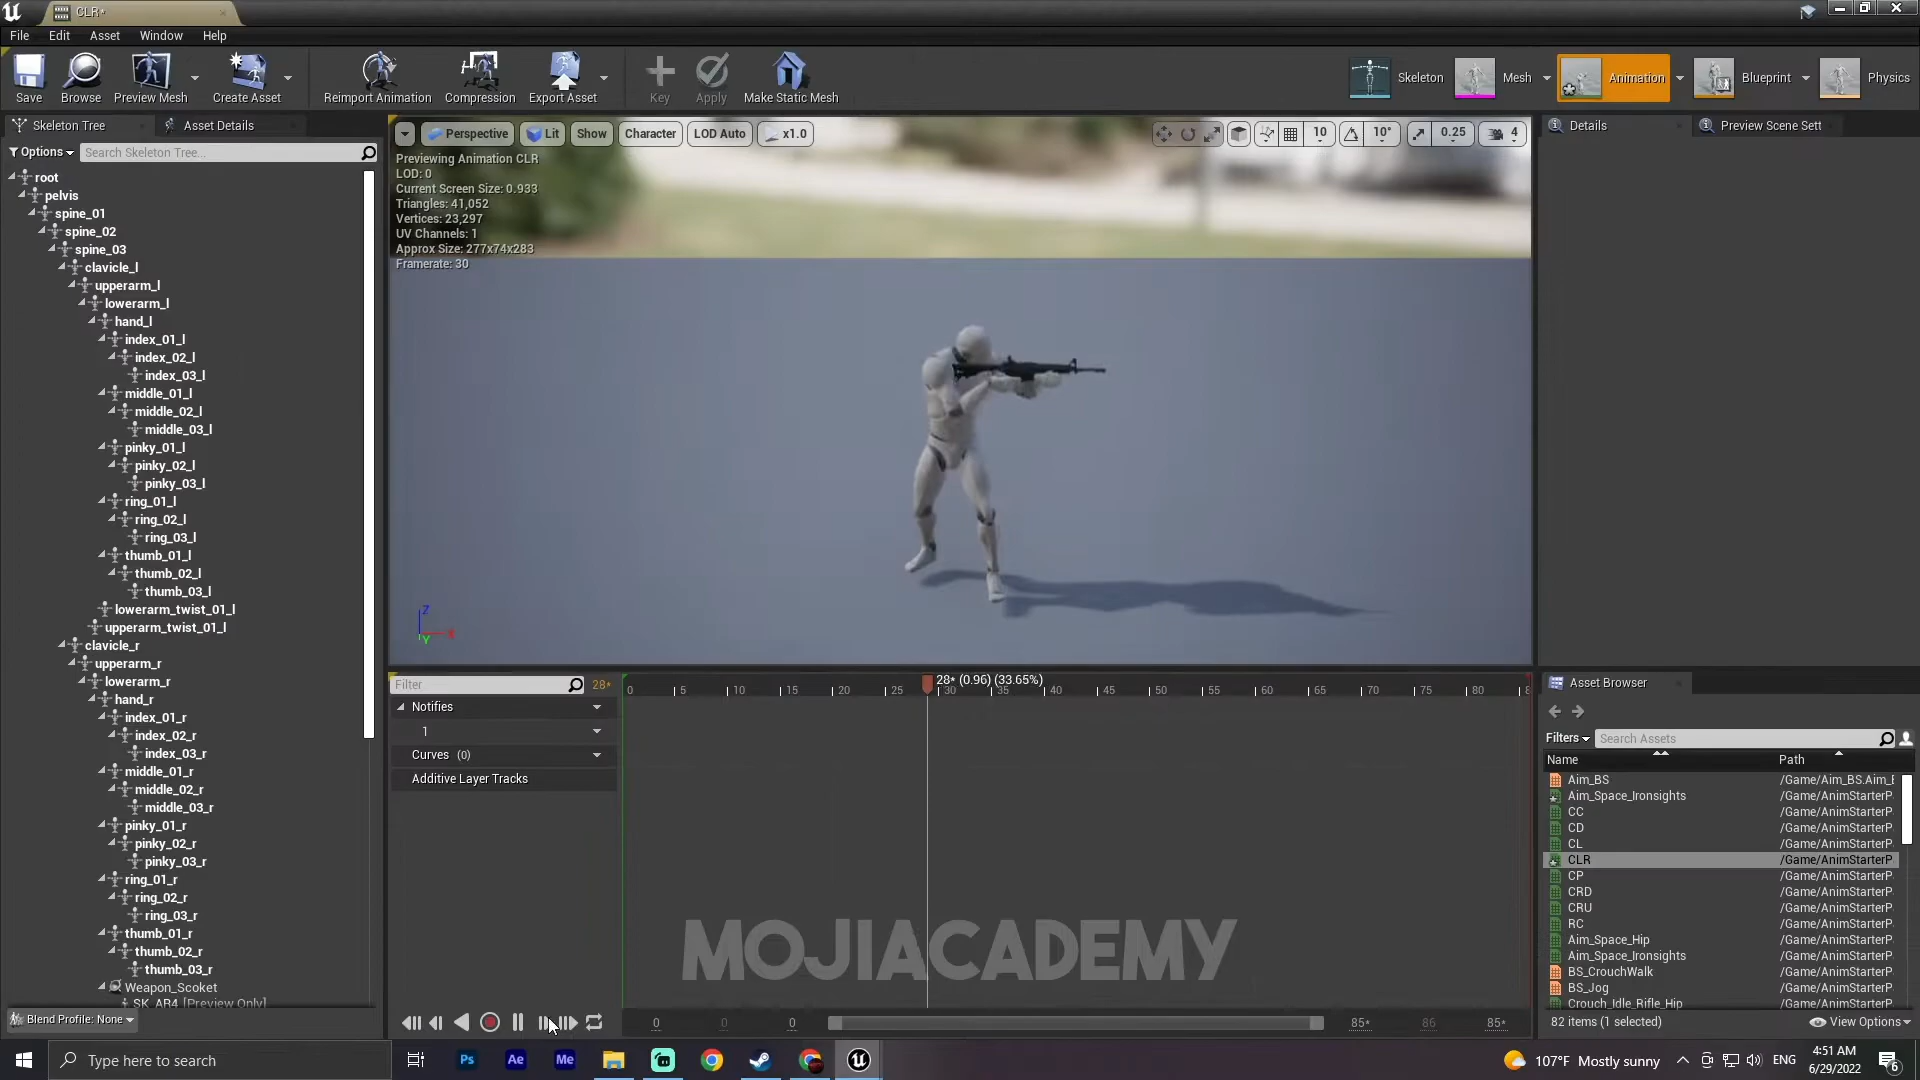 CLR*
File Edit Asset Window Help
Save Browse Preview Mesh Create Asset Reimport Animation Compression Export Asset Key Apply Make Static Mesh Skeleton Mesh Animation Blueprint Physics
Skeleton Tree Asset Details
Options Search Skeleton Tree...
root
pelvis
spine_01
spine_02
spine_03
clavicle_l
upperarm_l
lowerarm_l
hand_l
index_01_l
index_02_l
index_03_l
middle_01_l
middle_02_l
middle_03_l
pinky_01_l
pinky_02_l
pinky_03_l
ring_01_l
ring_02_l
ring_03_l
thumb_01_l
thumb_02_l
thumb_03_l
lowerarm_twist_01_l
upperarm_twist_01_l
clavicle_r
upperarm_r
lowerarm_r
hand_r
index_01_r
index_02_r
index_03_r
middle_01_r
middle_02_r
middle_03_r
pinky_01_r
pinky_02_r
pinky_03_r
ring_01_r
ring_02_r
ring_03_r
thumb_01_r
thumb_02_r
thumb_03_r
Weapon_Scoket
SK_AR4 [Preview Only]
Blend Profile: None
Perspective Lit Show Character LOD Auto x1.0 10 10° 0.25 4
Previewing Animation CLR
LOD: 0
Current Screen Size: 0.933
Triangles: 41,052
Vertices: 23,297
UV Channels: 1
Approx Size: 277x74x283
Framerate: 30
Z
Y
Filter 28*
28* (0.96) (33.65%)
0 5 10 15 20 25 30 35 40 45 50 55 60 65 70 75 80
Notifies
1
Curves (0)
Additive Layer Tracks
MOJIACADEMY
0 0 0 85* 86 85*
Details Preview Scene Sett
Asset Browser
Filters Search Assets
Name Path
Aim_BS /Game/Aim_BS.Aim_
Aim_Space_Ironsights /Game/AnimStarterP
CC /Game/AnimStarterP
CD /Game/AnimStarterP
CL /Game/AnimStarterP
CLR /Game/AnimStarterP
CP /Game/AnimStarterP
CRD /Game/AnimStarterP
CRU /Game/AnimStarterP
RC /Game/AnimStarterP
Aim_Space_Hip /Game/AnimStarterP
Aim_Space_Ironsights /Game/AnimStarterP
BS_CrouchWalk /Game/AnimStarterP
BS_Jog /Game/AnimStarterP
Crouch_Idle_Rifle_Hip /Game/AnimStarterP
82 items (1 selected) View Options
Type here to search
Ps Ae Me
107°F Mostly sunny ENG 4:51 AM
6/29/2022 6